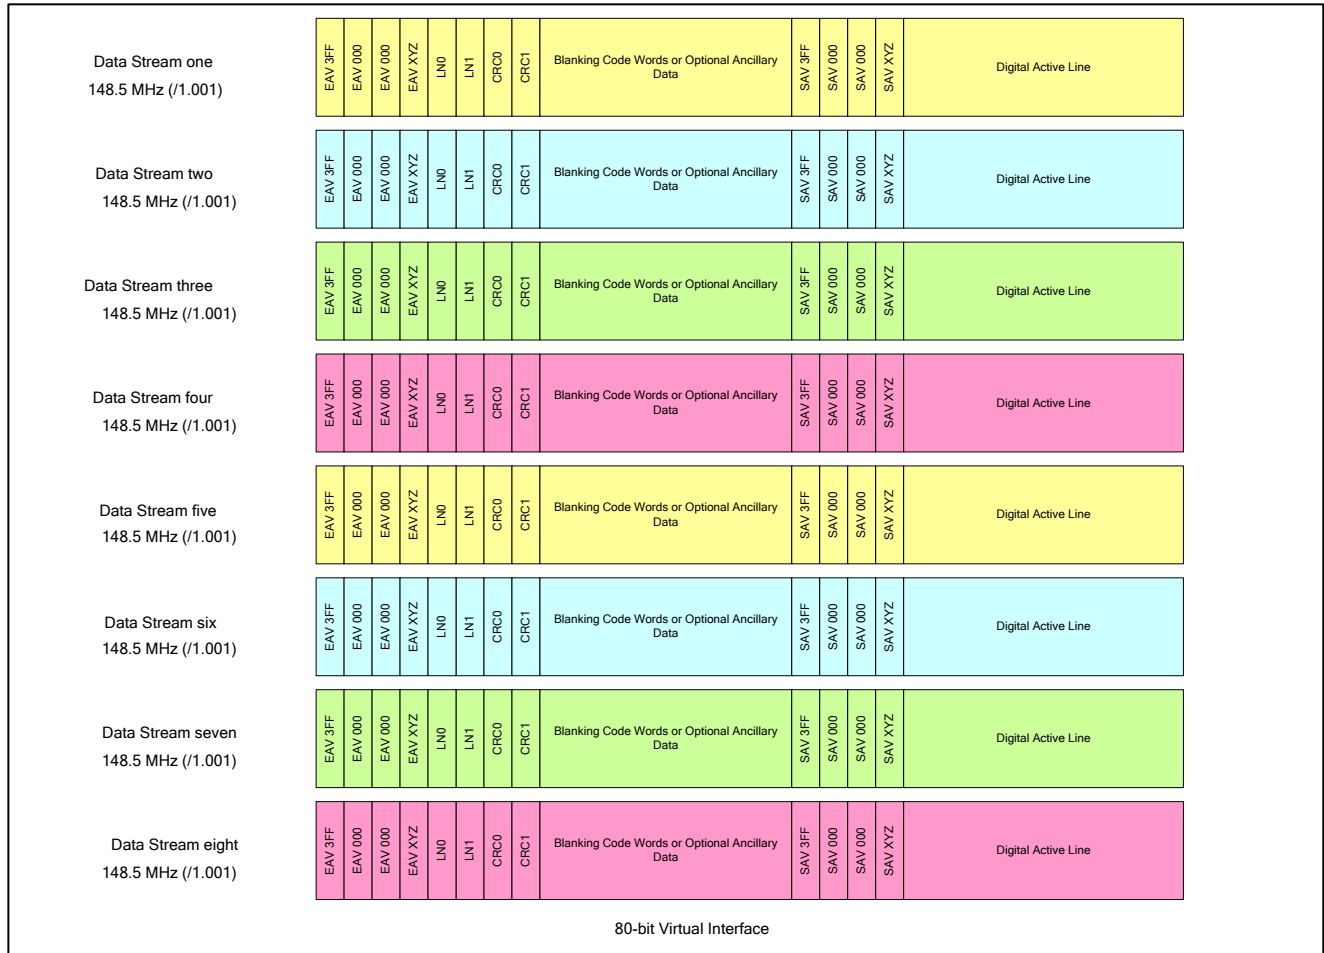 Data Stream one
148.5 MHz (/1.001)
EAV 3FF
EAV 000
EAV 000
EAV XYZ
LN0
LN1
CRC0
CRC1
Blanking Code Words or Optional Ancillary
Data
SAV 3FF
SAV 000
SAV 000
SAV XYZ
Digital Active Line
Data Stream two
148.5 MHz (/1.001)
EAV 3FF
EAV 000
EAV 000
EAV XYZ
LN0
LN1
CRC0
CRC1
Blanking Code Words or Optional Ancillary
Data
SAV 3FF
SAV 000
SAV 000
SAV XYZ
Digital Active Line
Data Stream three
148.5 MHz (/1.001)
EAV 3FF
EAV 000
EAV 000
EAV XYZ
LN0
LN1
CRC0
CRC1
Blanking Code Words or Optional Ancillary
Data
SAV 3FF
SAV 000
SAV 000
SAV XYZ
Digital Active Line
Data Stream four
148.5 MHz (/1.001)
EAV 3FF
EAV 000
EAV 000
EAV XYZ
LN0
LN1
CRC0
CRC1
Blanking Code Words or Optional Ancillary
Data
SAV 3FF
SAV 000
SAV 000
SAV XYZ
Digital Active Line
Data Stream five
148.5 MHz (/1.001)
EAV 3FF
EAV 000
EAV 000
EAV XYZ
LN0
LN1
CRC0
CRC1
Blanking Code Words or Optional Ancillary
Data
SAV 3FF
SAV 000
SAV 000
SAV XYZ
Digital Active Line
Data Stream six
148.5 MHz (/1.001)
EAV 3FF
EAV 000
EAV 000
EAV XYZ
LN0
LN1
CRC0
CRC1
Blanking Code Words or Optional Ancillary
Data
SAV 3FF
SAV 000
SAV 000
SAV XYZ
Digital Active Line
Data Stream seven
148.5 MHz (/1.001)
EAV 3FF
EAV 000
EAV 000
EAV XYZ
LN0
LN1
CRC0
CRC1
Blanking Code Words or Optional Ancillary
Data
SAV 3FF
SAV 000
SAV 000
SAV XYZ
Digital Active Line
Data Stream eight
148.5 MHz (/1.001)
EAV 3FF
EAV 000
EAV 000
EAV XYZ
LN0
LN1
CRC0
CRC1
Blanking Code Words or Optional Ancillary
Data
SAV 3FF
SAV 000
SAV 000
SAV XYZ
Digital Active Line
80-bit Virtual Interface